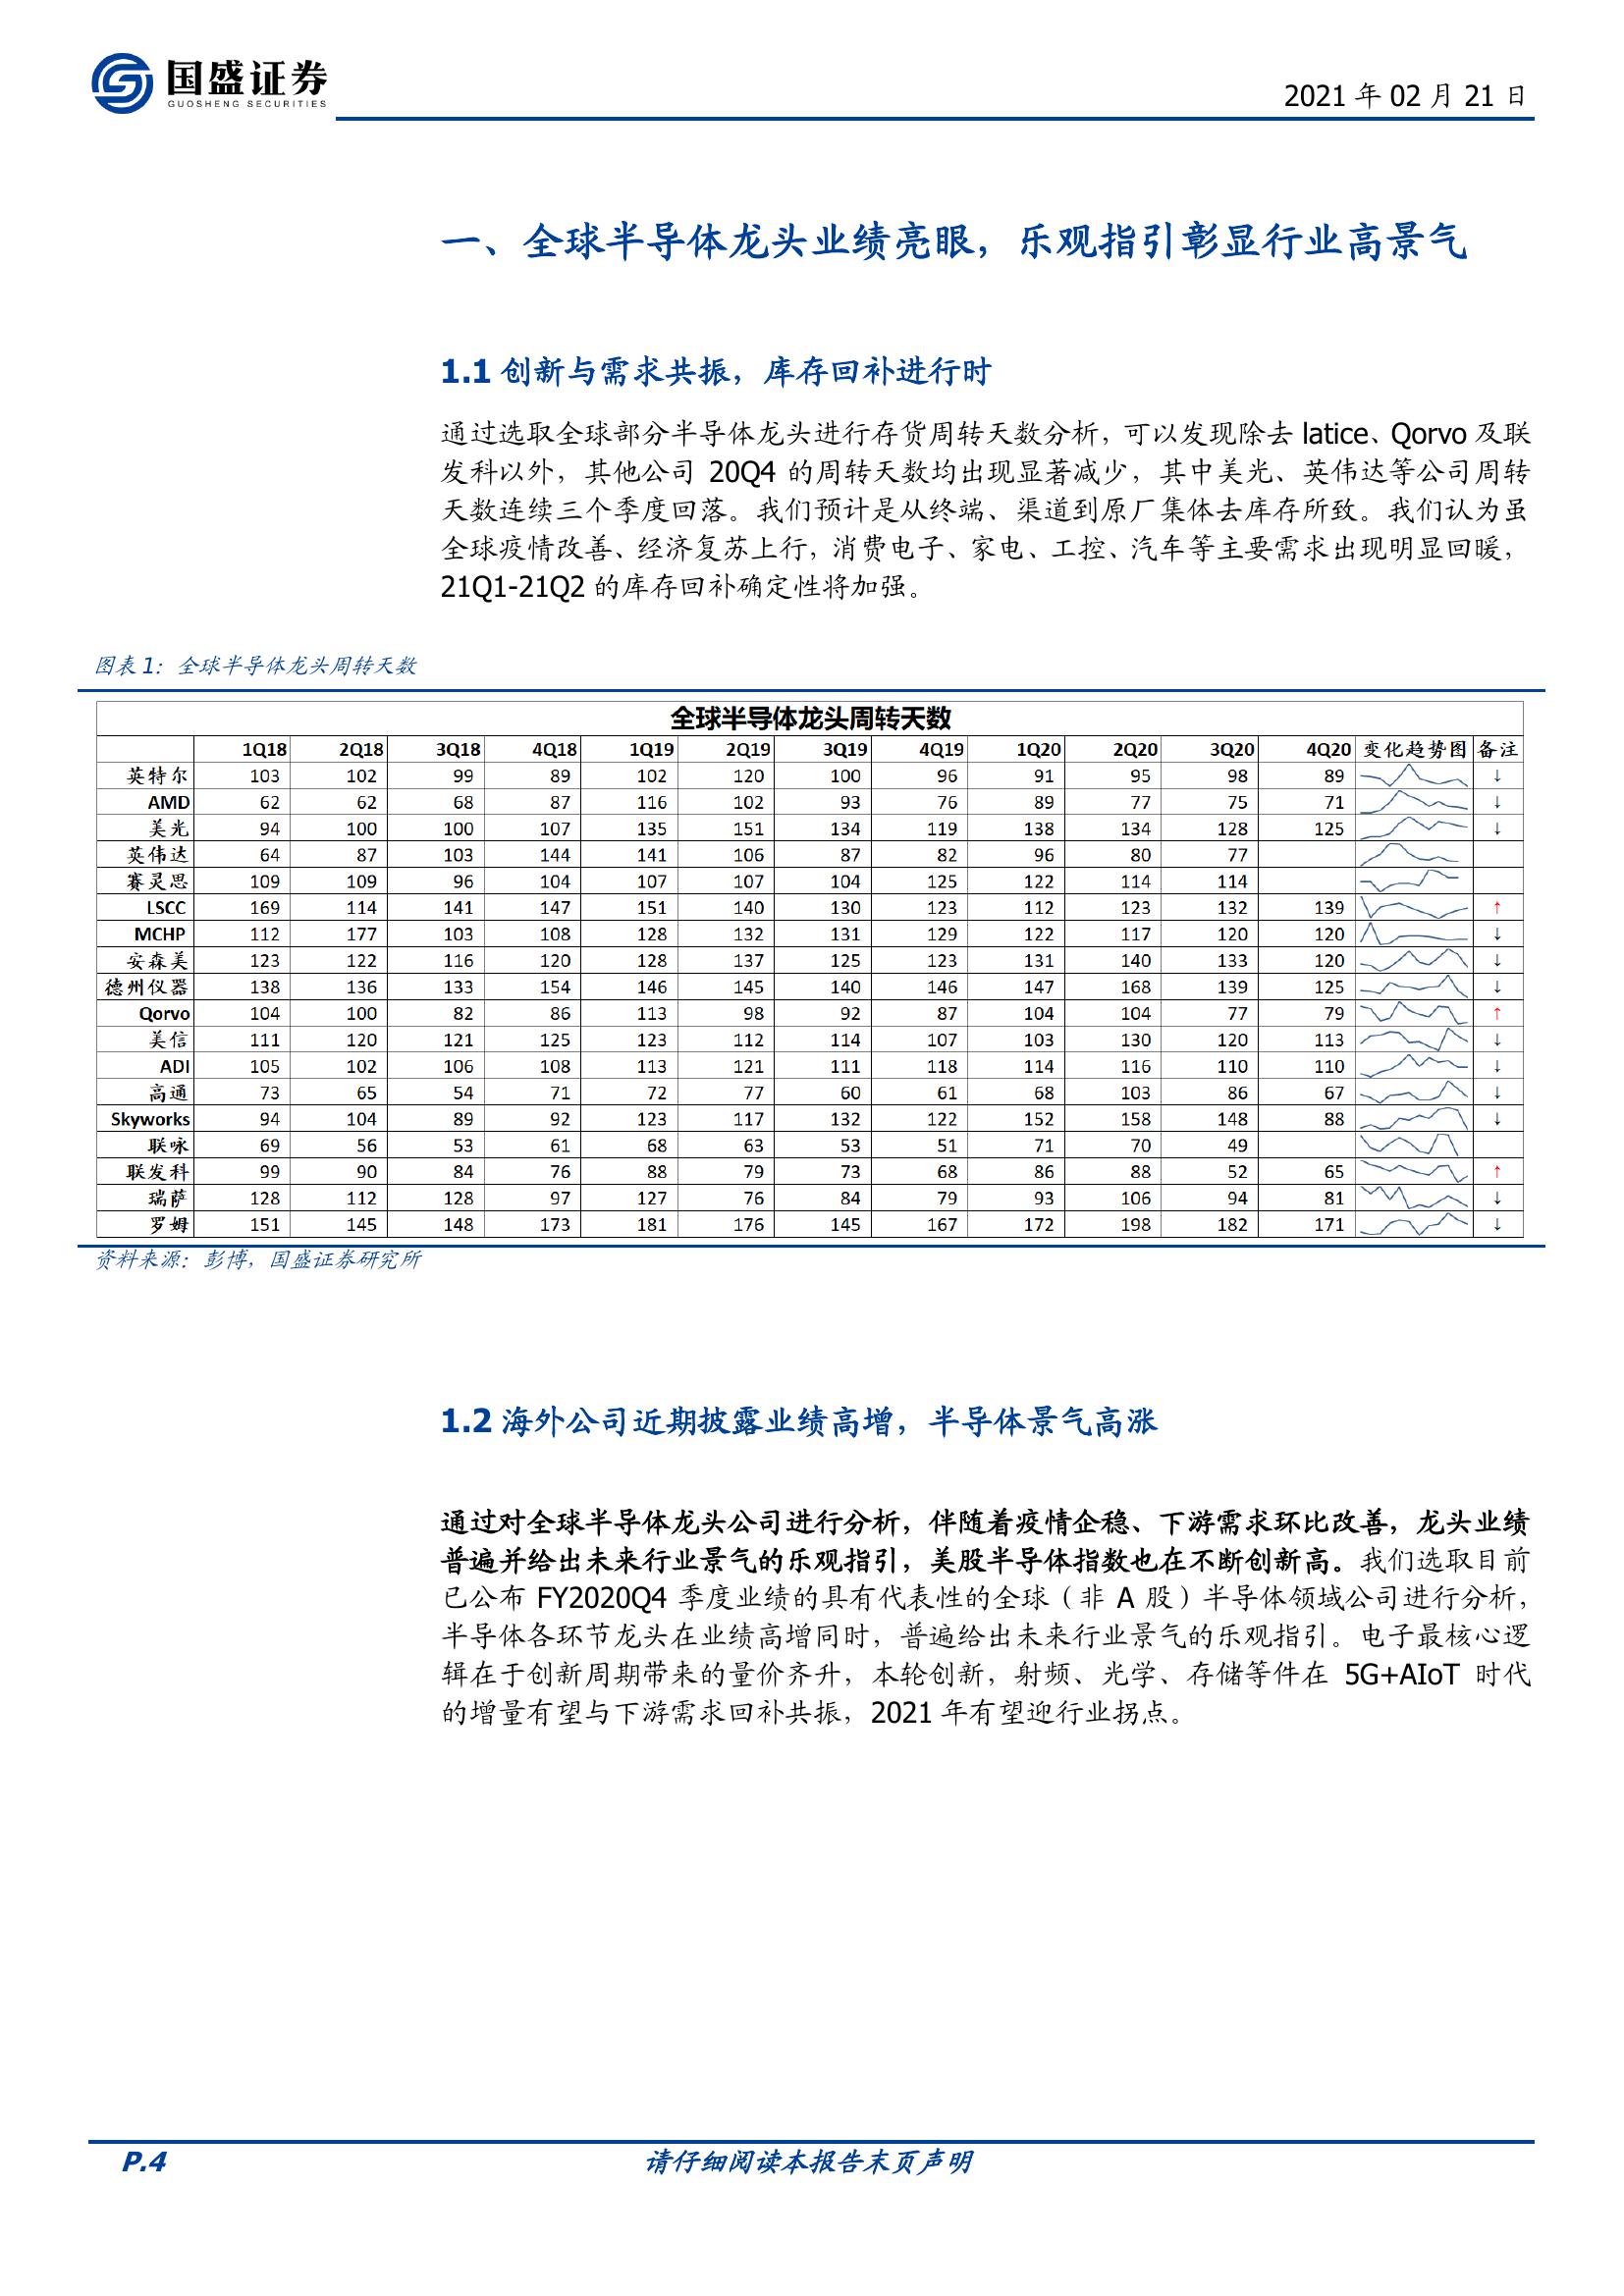 国盛证券
GUOSHENG SECURITIES
2021 年 02 月 21 日
一、全球半导体龙头业绩亮眼，乐观指引彰显行业高景气
1.1 创新与需求共振，库存回补进行时
通过选取全球部分半导体龙头进行存货周转天数分析，可以发现除去 latice、Qorvo 及联
发科以外，其他公司 20Q4 的周转天数均出现显著减少，其中美光、英伟达等公司周转
天数连续三个季度回落。我们预计是从终端、渠道到原厂集体去库存所致。我们认为虽
全球疫情改善、经济复苏上行，消费电子、家电、工控、汽车等主要需求出现明显回暖，
21Q1-21Q2 的库存回补确定性将加强。
图表 1：全球半导体龙头周转天数
全球半导体龙头周转天数
1Q18 2Q18 3Q18 4Q18 1Q19 2Q19 3Q19 4Q19 1Q20 2Q20 3Q20 4Q20 变化趋势图 备注
英特尔 103 102 99 89 102 120 100 96 91 95 98 89 ↓
AMD 62 62 68 87 116 102 93 76 89 77 75 71 ↓
美光 94 100 100 107 135 151 134 119 138 134 128 125 ↓
英伟达 64 87 103 144 141 106 87 82 96 80 77
赛灵思 109 109 96 104 107 107 104 125 122 114 114
LSCC 169 114 141 147 151 140 130 123 112 123 132 139 ↑
MCHP 112 177 103 108 128 132 131 129 122 117 120 120 ↓
安森美 123 122 116 120 128 137 125 123 131 140 133 120 ↓
德州仪器 138 136 133 154 146 145 140 146 147 168 139 125 ↓
Qorvo 104 100 82 86 113 98 92 87 104 104 77 79 ↑
美信 111 120 121 125 123 112 114 107 103 130 120 113 ↓
ADI 105 102 106 108 113 121 111 118 114 116 110 110 ↓
高通 73 65 54 71 72 77 60 61 68 103 86 67 ↓
Skyworks 94 104 89 92 123 117 132 122 152 158 148 88 ↓
联咏 69 56 53 61 68 63 53 51 71 70 49
联发科 99 90 84 76 88 79 73 68 86 88 52 65 ↑
瑞萨 128 112 128 97 127 76 84 79 93 106 94 81 ↓
罗姆 151 145 148 173 181 176 145 167 172 198 182 171 ↓
资料来源：彭博，国盛证券研究所
1.2 海外公司近期披露业绩高增，半导体景气高涨
通过对全球半导体龙头公司进行分析，伴随着疫情企稳、下游需求环比改善，龙头业绩
普遍并给出未来行业景气的乐观指引，美股半导体指数也在不断创新高。我们选取目前
已公布 FY2020Q4 季度业绩的具有代表性的全球（非 A 股）半导体领域公司进行分析，
半导体各环节龙头在业绩高增同时，普遍给出未来行业景气的乐观指引。电子最核心逻
辑在于创新周期带来的量价齐升，本轮创新，射频、光学、存储等件在 5G+AIoT 时代
的增量有望与下游需求回补共振，2021 年有望迎行业拐点。
P.4
请仔细阅读本报告末页声明